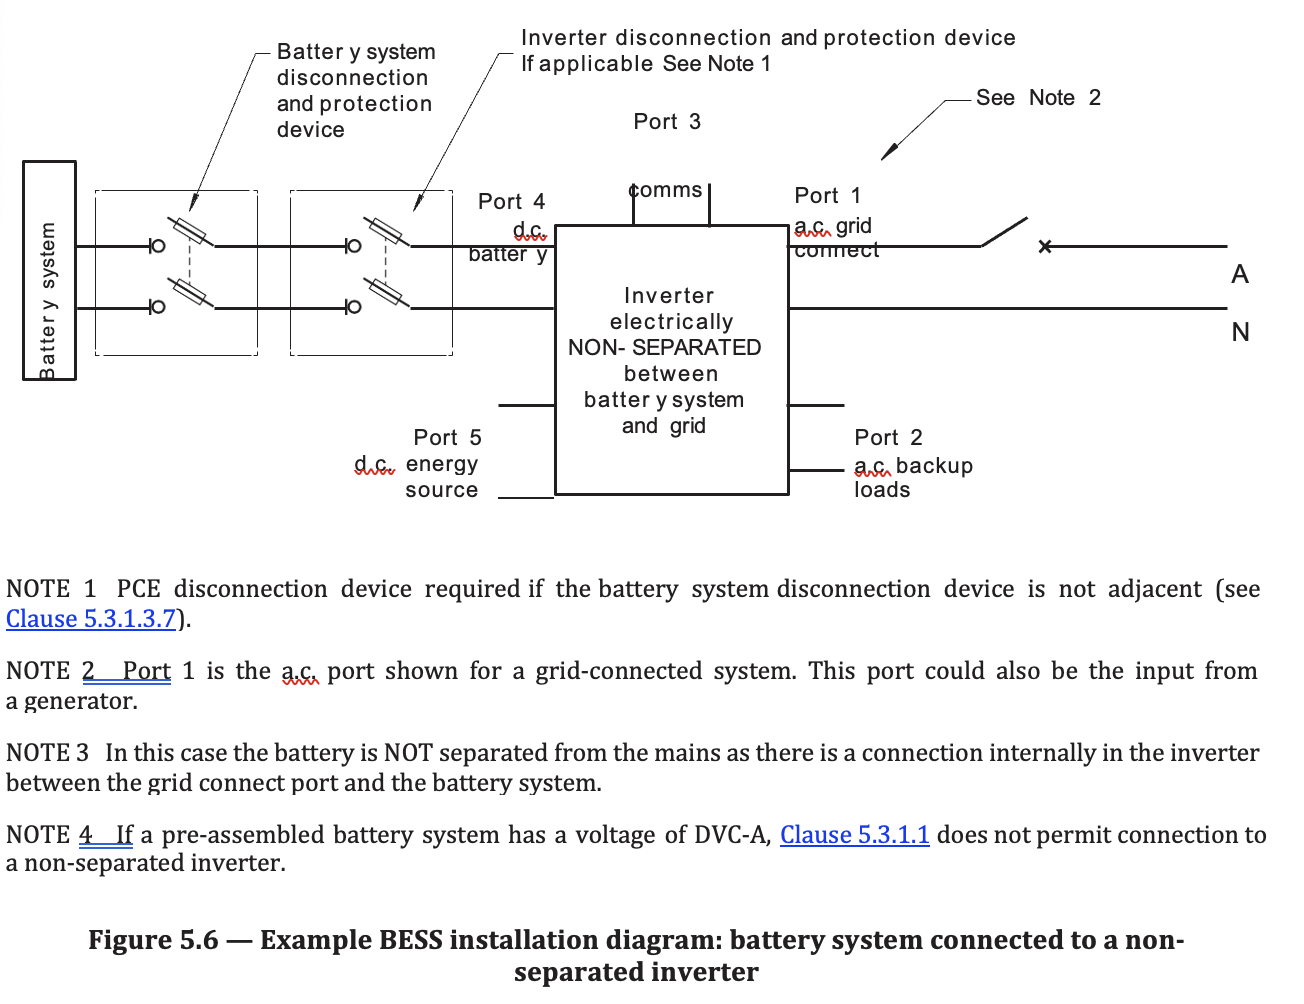 Batter y system
disconnection
and protection
device
Inverter disconnection and protection device
If applicable See Note 1
See Note 2
Port 3
comms
Port 4
d.c.
batter y
Port 1
a.c. grid
connect
Batter y system
A
N
Inverter
electrically
NON- SEPARATED
between
batter y system
and grid
Port 5
d.c. energy
source
Port 2
a.c. backup
loads
NOTE 1 PCE disconnection device required if the battery system disconnection device is not adjacent (see
Clause 5.3.1.3.7).
NOTE 2 Port 1 is the a.c. port shown for a grid-connected system. This port could also be the input from
a generator.
NOTE 3 In this case the battery is NOT separated from the mains as there is a connection internally in the inverter
between the grid connect port and the battery system.
NOTE 4 If a pre-assembled battery system has a voltage of DVC-A, Clause 5.3.1.1 does not permit connection to
a non-separated inverter.
Figure 5.6 — Example BESS installation diagram: battery system connected to a non-
separated inverter